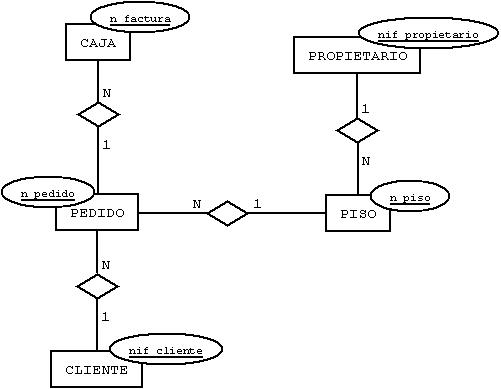 n factura
CAJA
nif propietario
PROPIETARIO
N
1
1
N
n pedido
PEDIDO
N
1
n piso
PISO
N
1
nif cliente
CLIENTE